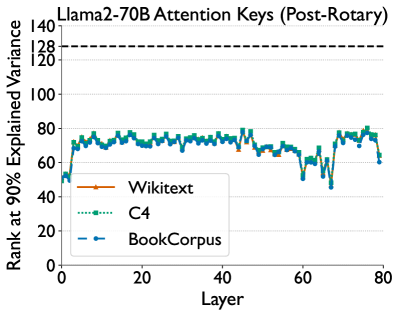 Llama2-70B Attention Keys (Post-Rotary)
Rank at 90% Explained Variance
140
128
120
100
80
60
40
20
0
Wikitext
C4
BookCorpus
0 20 40 60 80
Layer